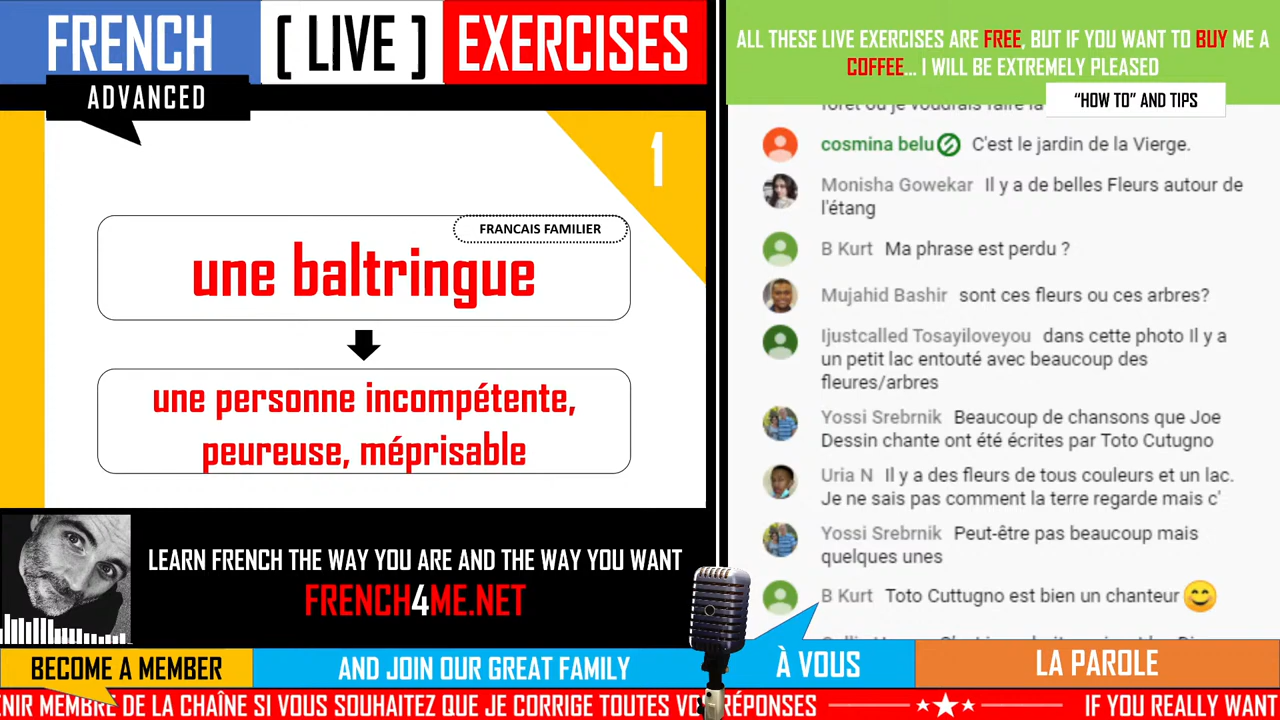 FRENCH
[ LIVE ]
EXERCISES
ADVANCED
1
FRANCAIS FAMILIER
une baltringue
une personne incompétente,
peureuse, méprisable
LEARN FRENCH THE WAY YOU ARE AND THE WAY YOU WANT
FRENCH4ME.NET
BECOME A MEMBER
AND JOIN OUR GREAT FAMILY
ALL THESE LIVE EXERCISES ARE FREE, BUT IF YOU WANT TO BUY ME A
COFFEE... I WILL BE EXTREMELY PLEASED
"HOW TO" AND TIPS
cosmina belu C'est le jardin de la Vierge.
Monisha Gowekar Il y a de belles Fleurs autour de
l'étang
B Kurt Ma phrase est perdu ?
Mujahid Bashir sont ces fleurs ou ces arbres?
Ijustcalled Tosayiloveyou dans cette photo Il y a
un petit lac entouté avec beaucoup des
fleures/arbres
Yossi Srebrnik Beaucoup de chansons que Joe
Dessin chante ont été écrites par Toto Cutugno
Uria N Il y a des fleurs de tous couleurs et un lac.
Je ne sais pas comment la terre regarde mais c'
Yossi Srebrnik Peut-être pas beaucoup mais
quelques unes
B Kurt Toto Cuttugno est bien un chanteur 😊
À VOUS
LA PAROLE
ENIR MEMBRE DE LA CHAÎNE SI VOUS SOUHAITEZ QUE JE CORRIGE TOUTES VOS RÉPONSES
IF YOU REALLY WANT